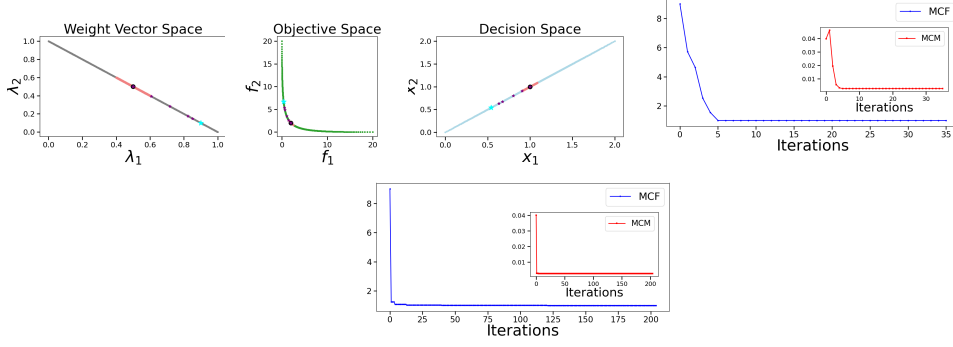 Weight Vector Space
λ2
2.0
1.0
0.8
0.6
0.4
0.2
0.0
0.0 0.2 0.4 0.6 0.8 1.0
λ1
Objective Space
f2
20
15
10
5
0
0 10 20
f1
Decision Space
x2
2.0
1.5
1.0
0.5
0.0
0.0 0.5 1.0 1.5 2.0
x1
8
6
4
2
0 5 10 15 20 25 30 35
Iterations
MCF
0.04
0.03
0.02
0.01
0 10 20 30
Iterations
MCM
8
6
4
2
0 25 50 75 100 125 150 175 200
Iterations
MCF
0.04
0.03
0.02
0.01
0 50 100 150 200
Iterations
MCM